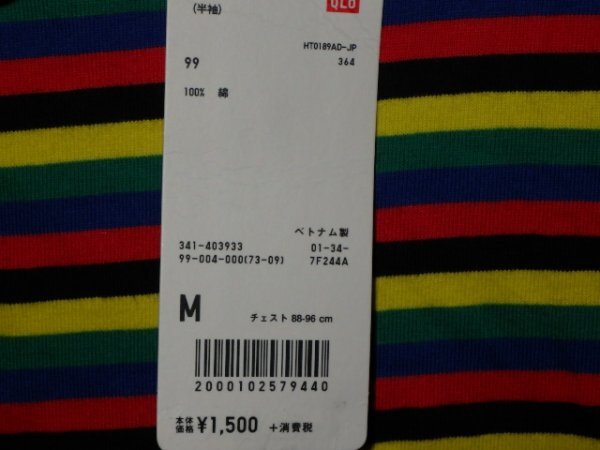 (半袖)
HT0189AD-JP
99
364
100% 綿
ベトナム製
341-403933
01-34-
99-004-000(73-09)
7F244A
M
チェスト 88-96 cm
2000102579440
本体価格 ¥1,500 +消費税